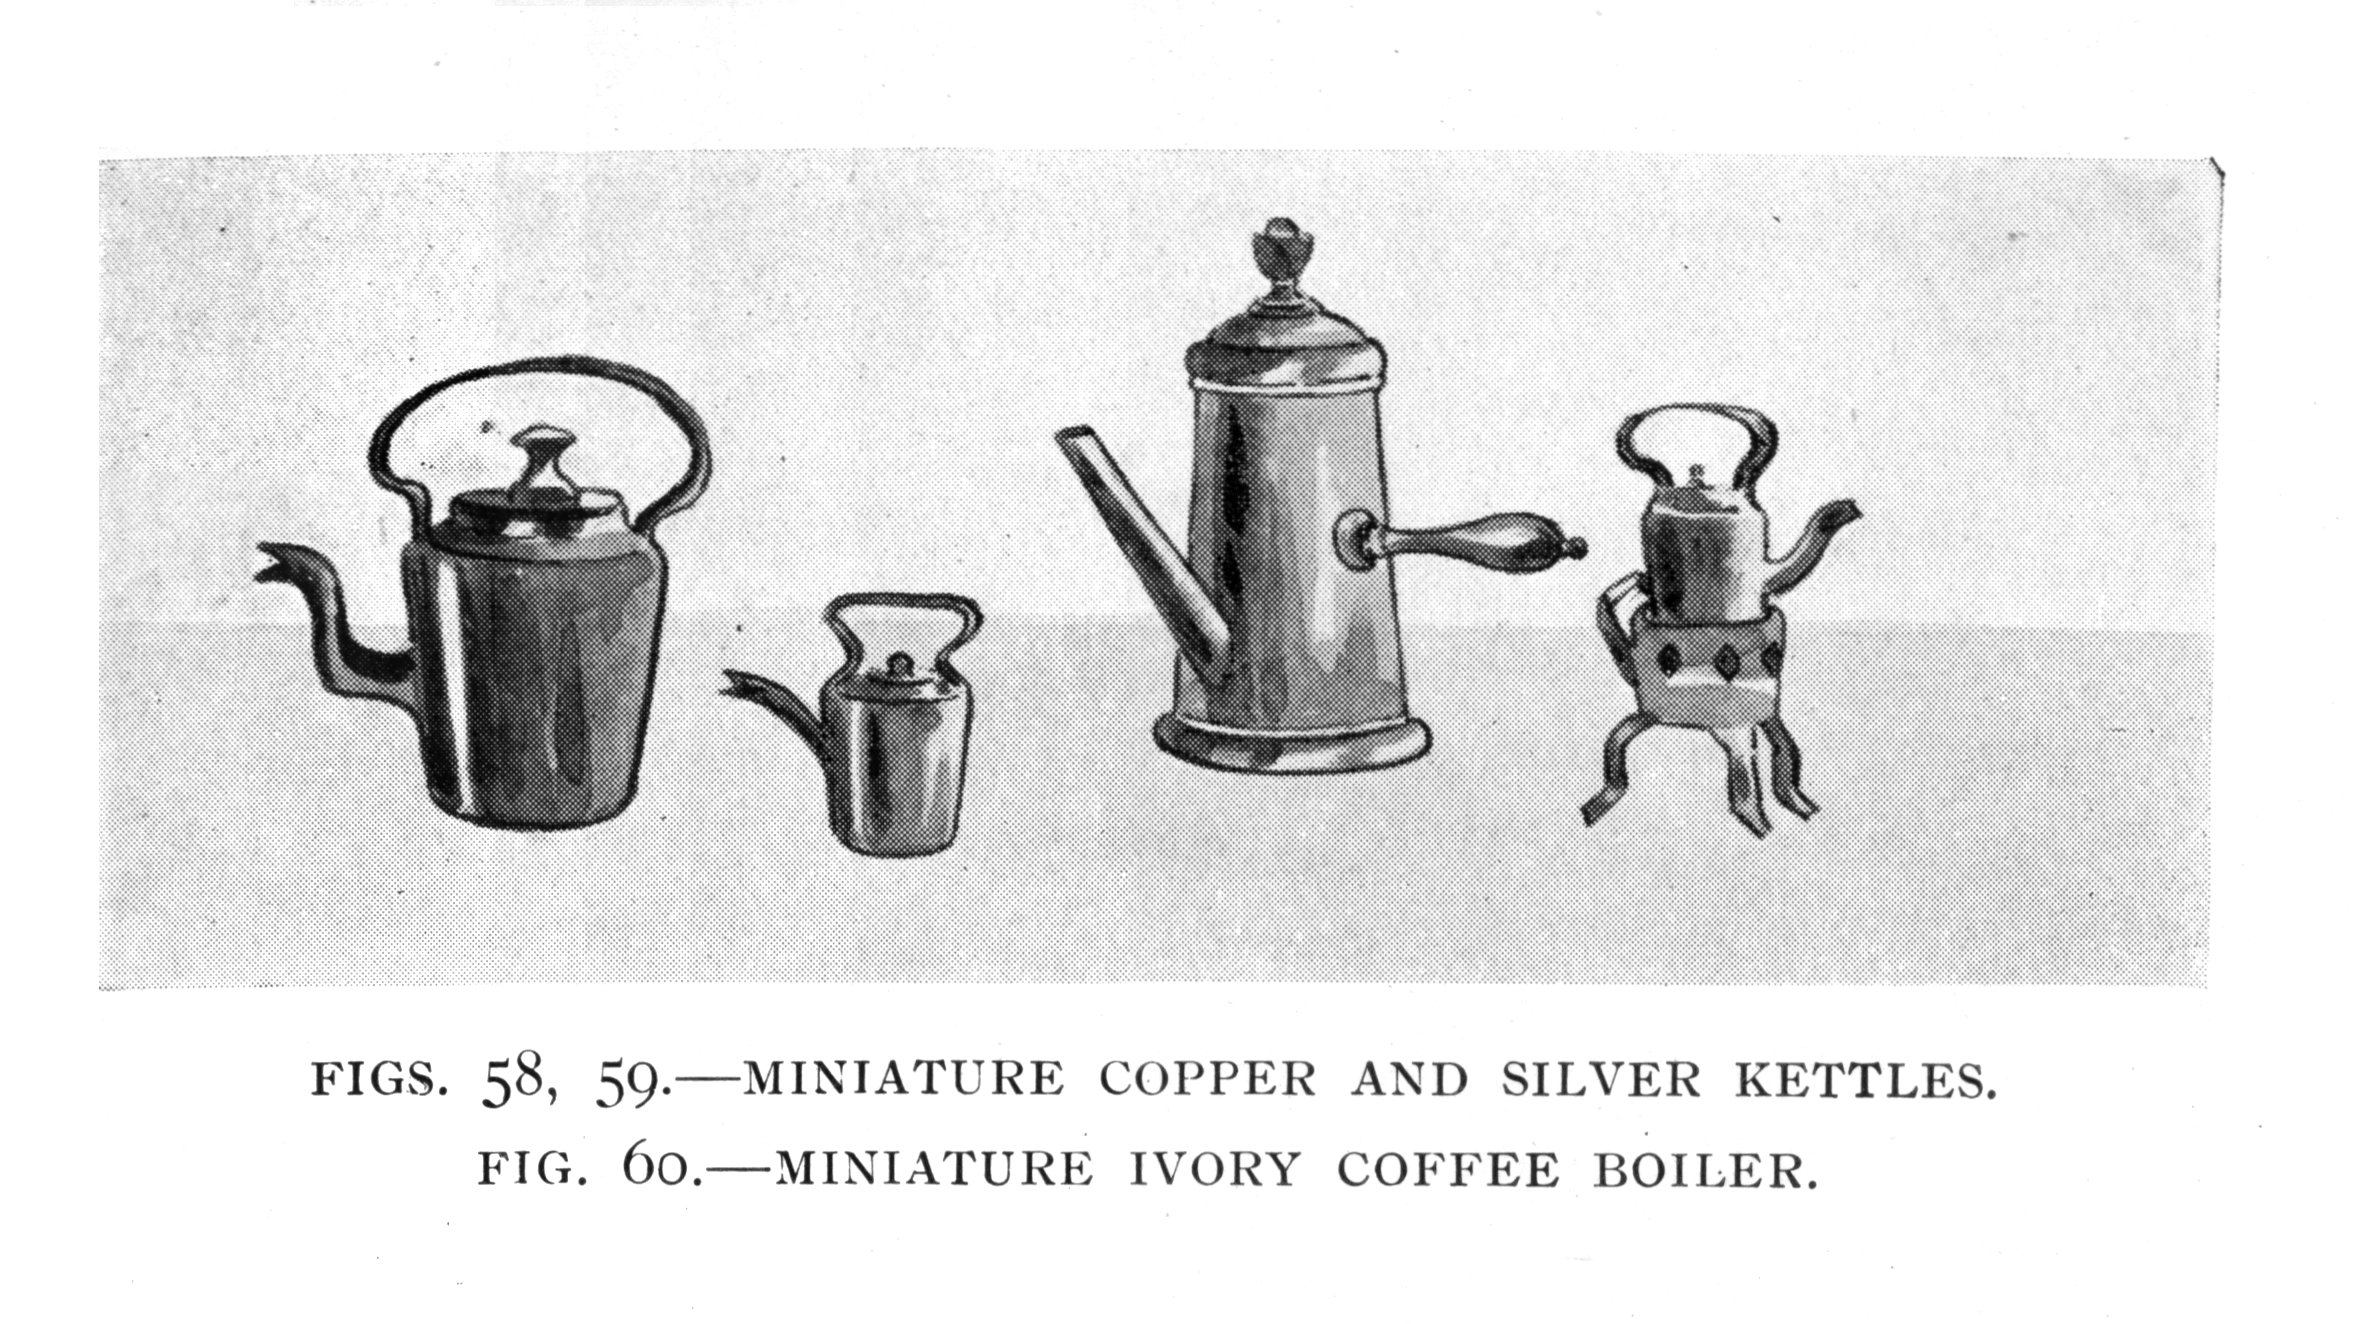 FIGS. 58, 59.—MINIATURE COPPER AND SILVER KETTLES.
FIG. 60.—MINIATURE IVORY COFFEE BOILER.